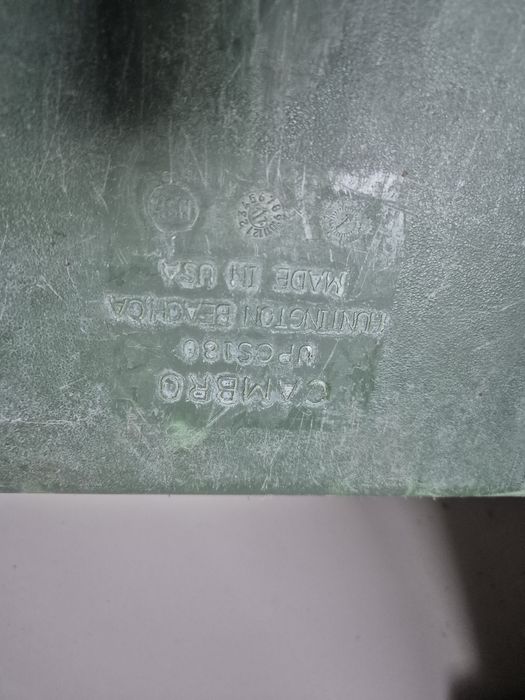 CAMBRO
UPCS180
HUNTINGTON BEACH CA
MADE IN USA
NSF